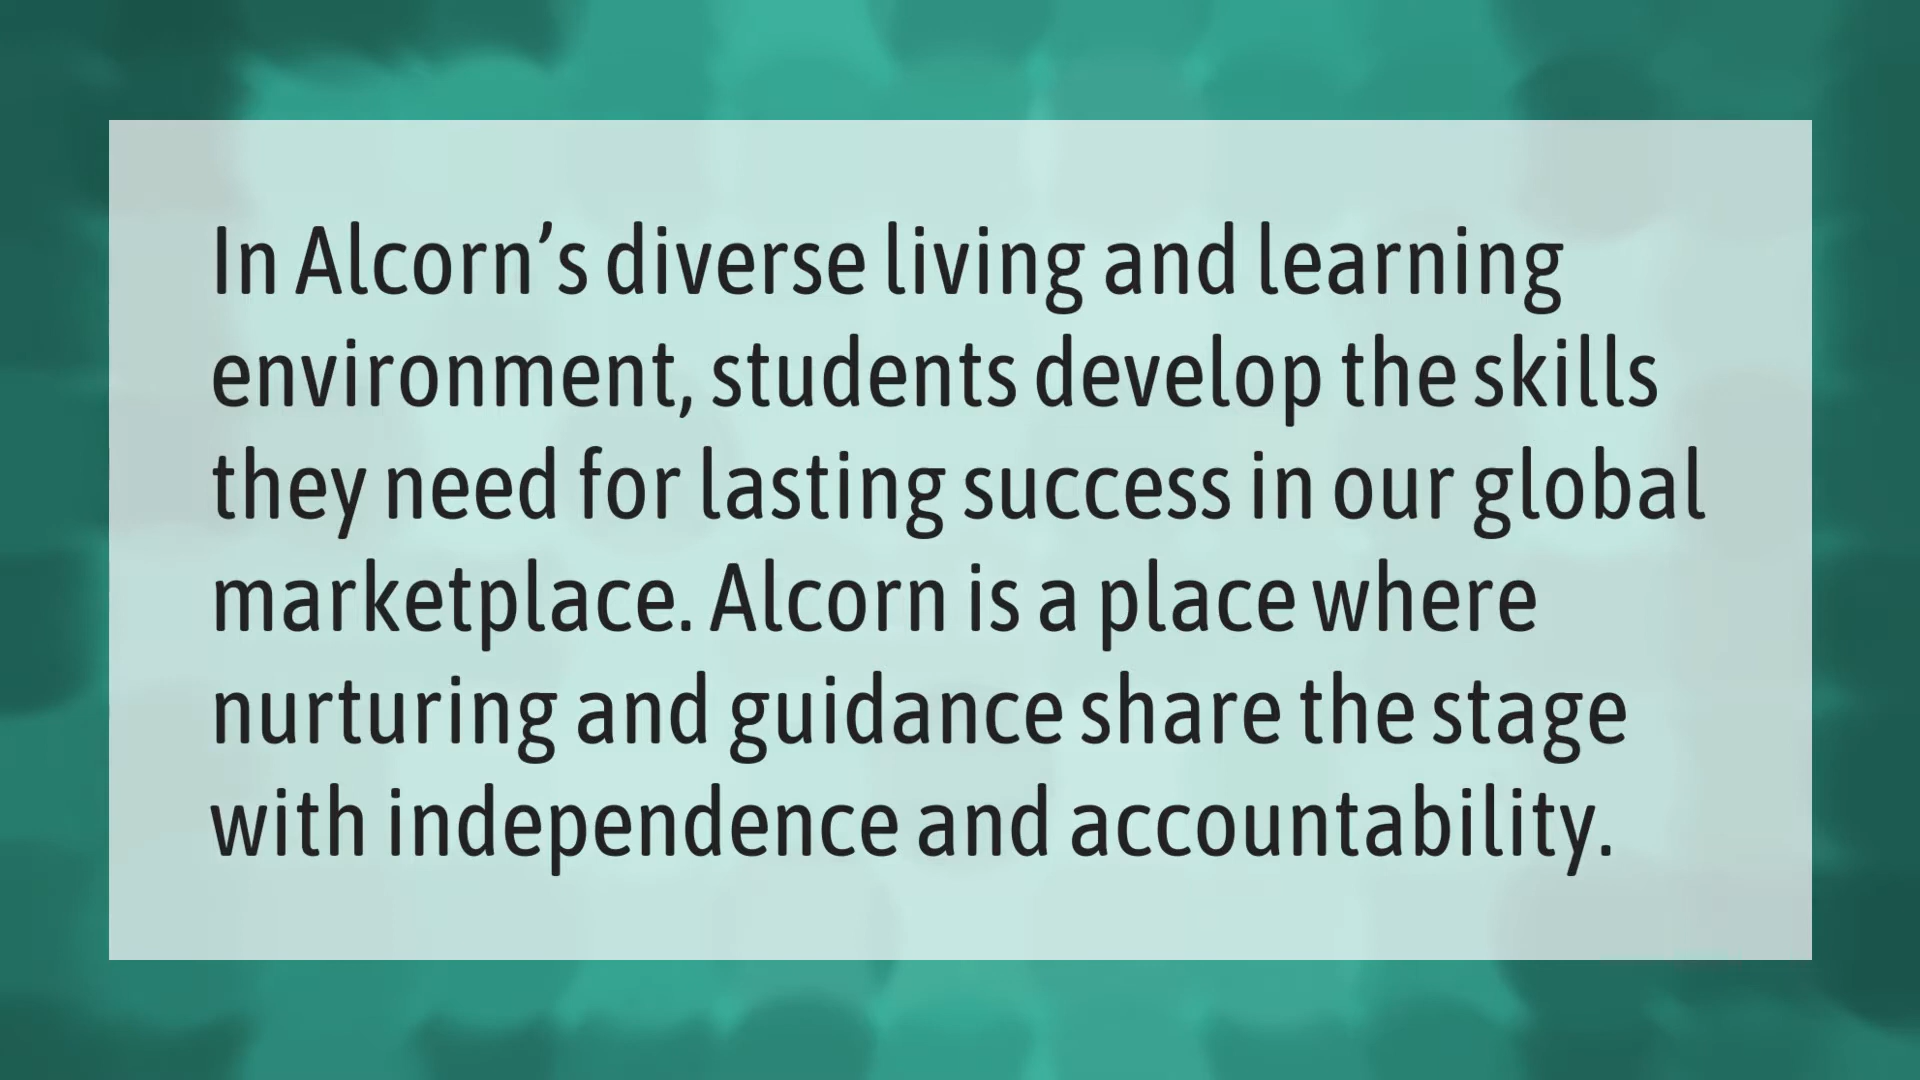 In Alcorn’s diverse living and learning
environment, students develop the skills
they need for lasting success in our global
marketplace. Alcorn is a place where
nurturing and guidance share the stage
with independence and accountability.